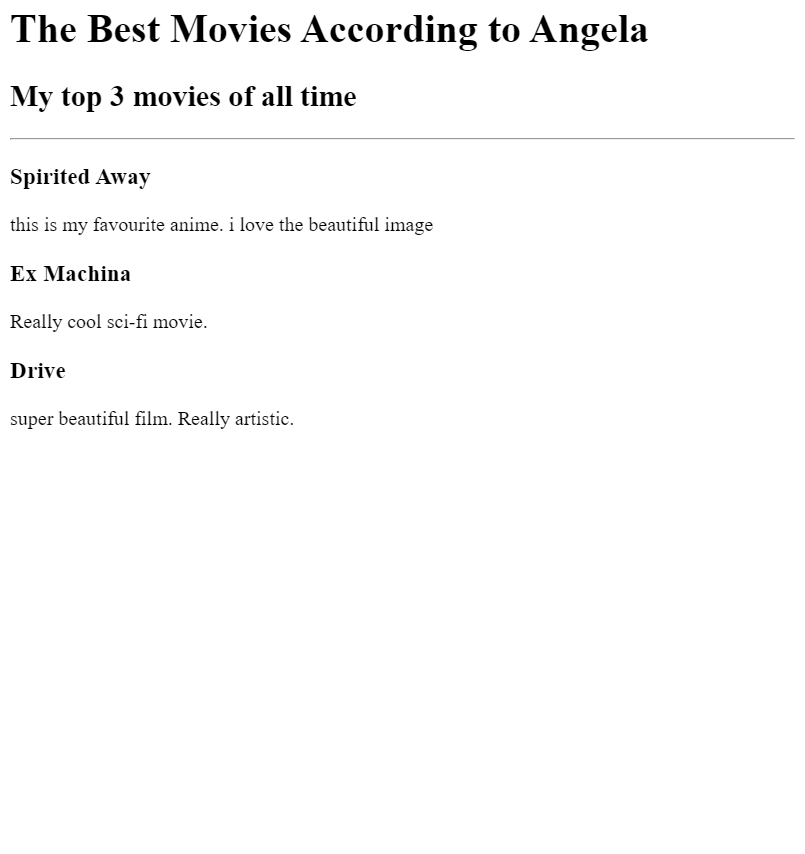 The Best Movies According to Angela
My top 3 movies of all time
Spirited Away
this is my favourite anime. i love the beautiful image
Ex Machina
Really cool sci-fi movie.
Drive
super beautiful film. Really artistic.